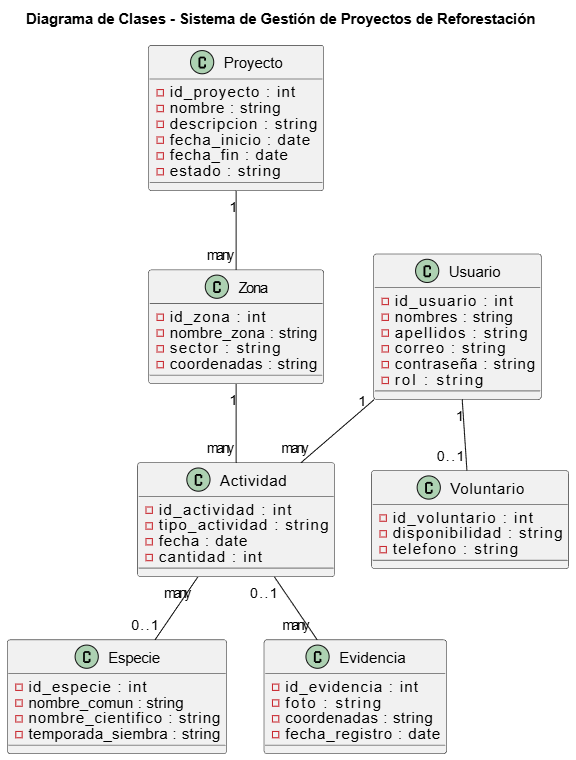 Diagrama de Clases - Sistema de Gestión de Proyectos de Reforestación
C Proyecto
id_proyecto : int
nombre : string
descripcion : string
fecha_inicio : date
fecha_fin : date
estado : string
1
many
C Zona
id_zona : int
nombre_zona : string
sector : string
coordenadas : string
C Usuario
id_usuario : int
nombres : string
apellidos : string
correo : string
contraseña : string
rol : string
1
many
1
many
1
0..1
C Actividad
id_actividad : int
tipo_actividad : string
fecha : date
cantidad : int
C Voluntario
id_voluntario : int
disponibilidad : string
telefono : string
many
0..1
0..1
many
C Especie
id_especie : int
nombre_comun : string
nombre_cientifico : string
temporada_siembra : string
C Evidencia
id_evidencia : int
foto : string
coordenadas : string
fecha_registro : date